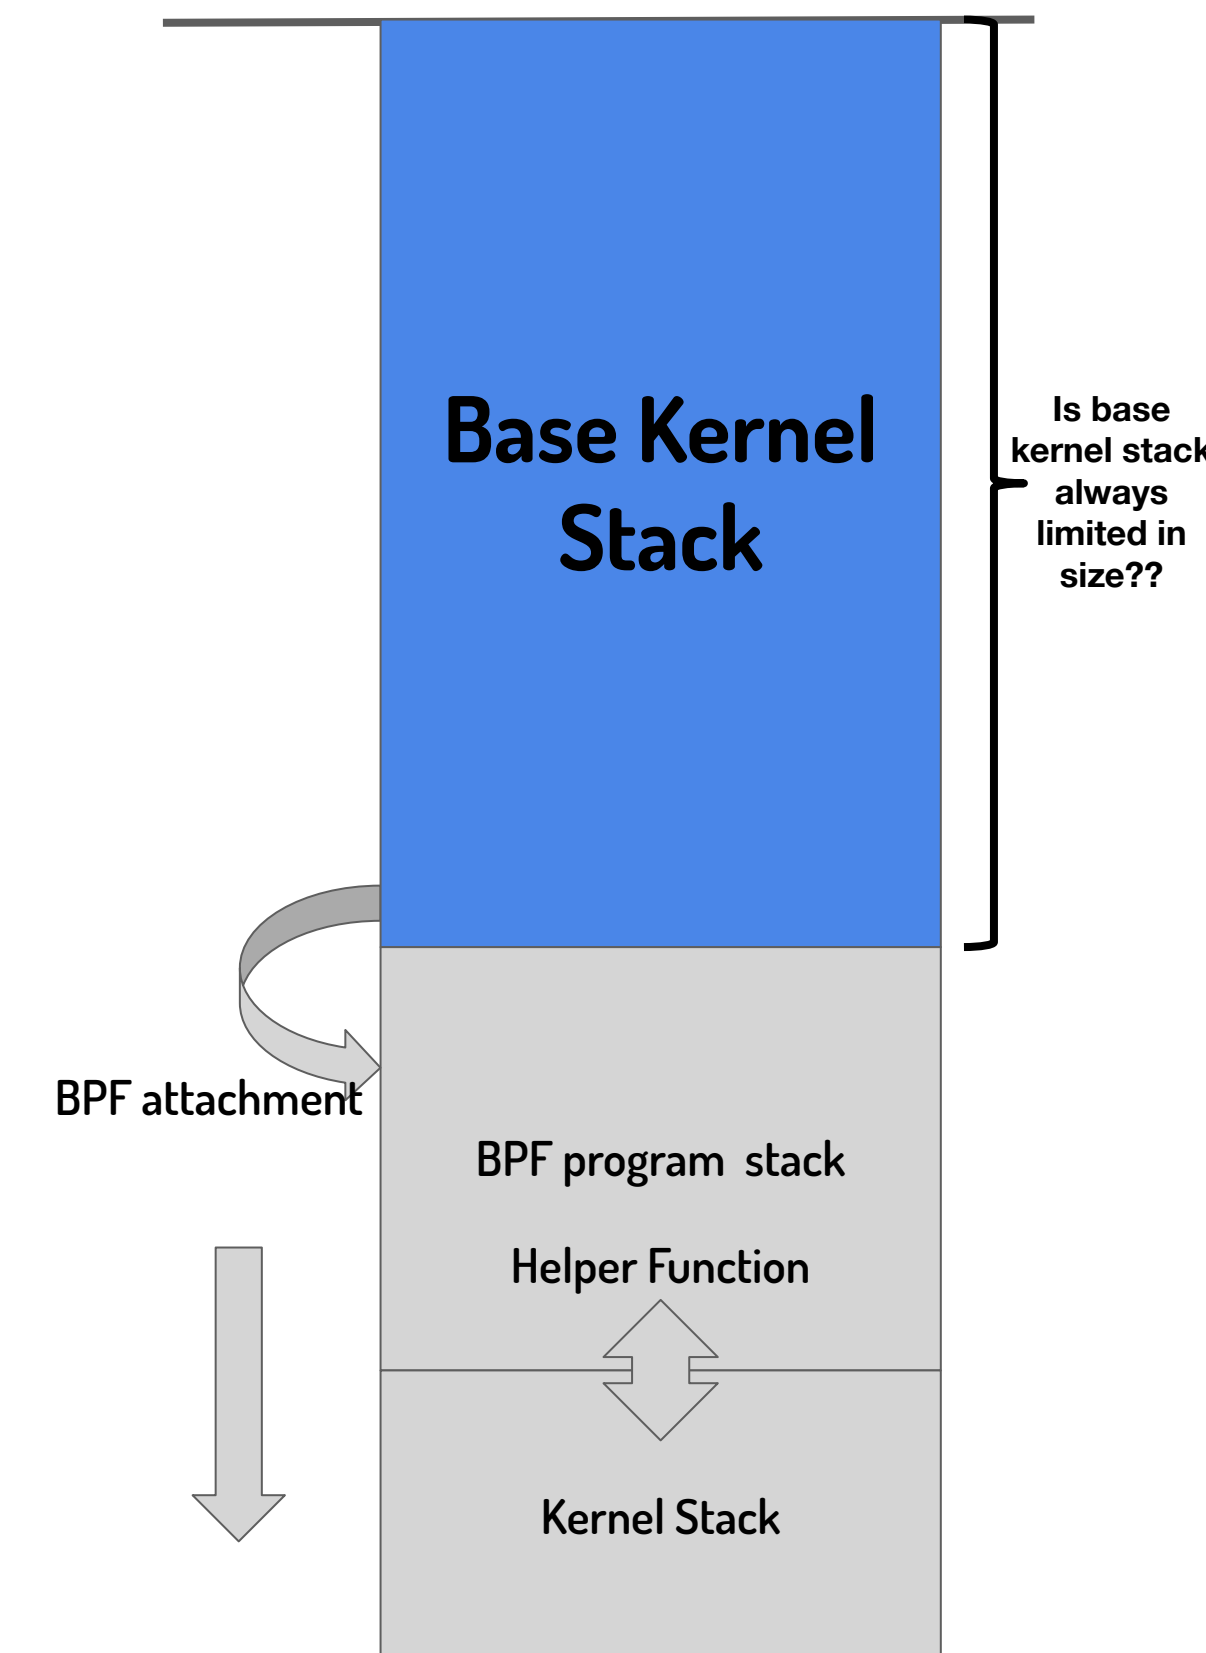 Base Kernel
Stack
Is base
kernel stack
always
limited in
size??
BPF attachment
BPF program stack
Helper Function
Kernel Stack